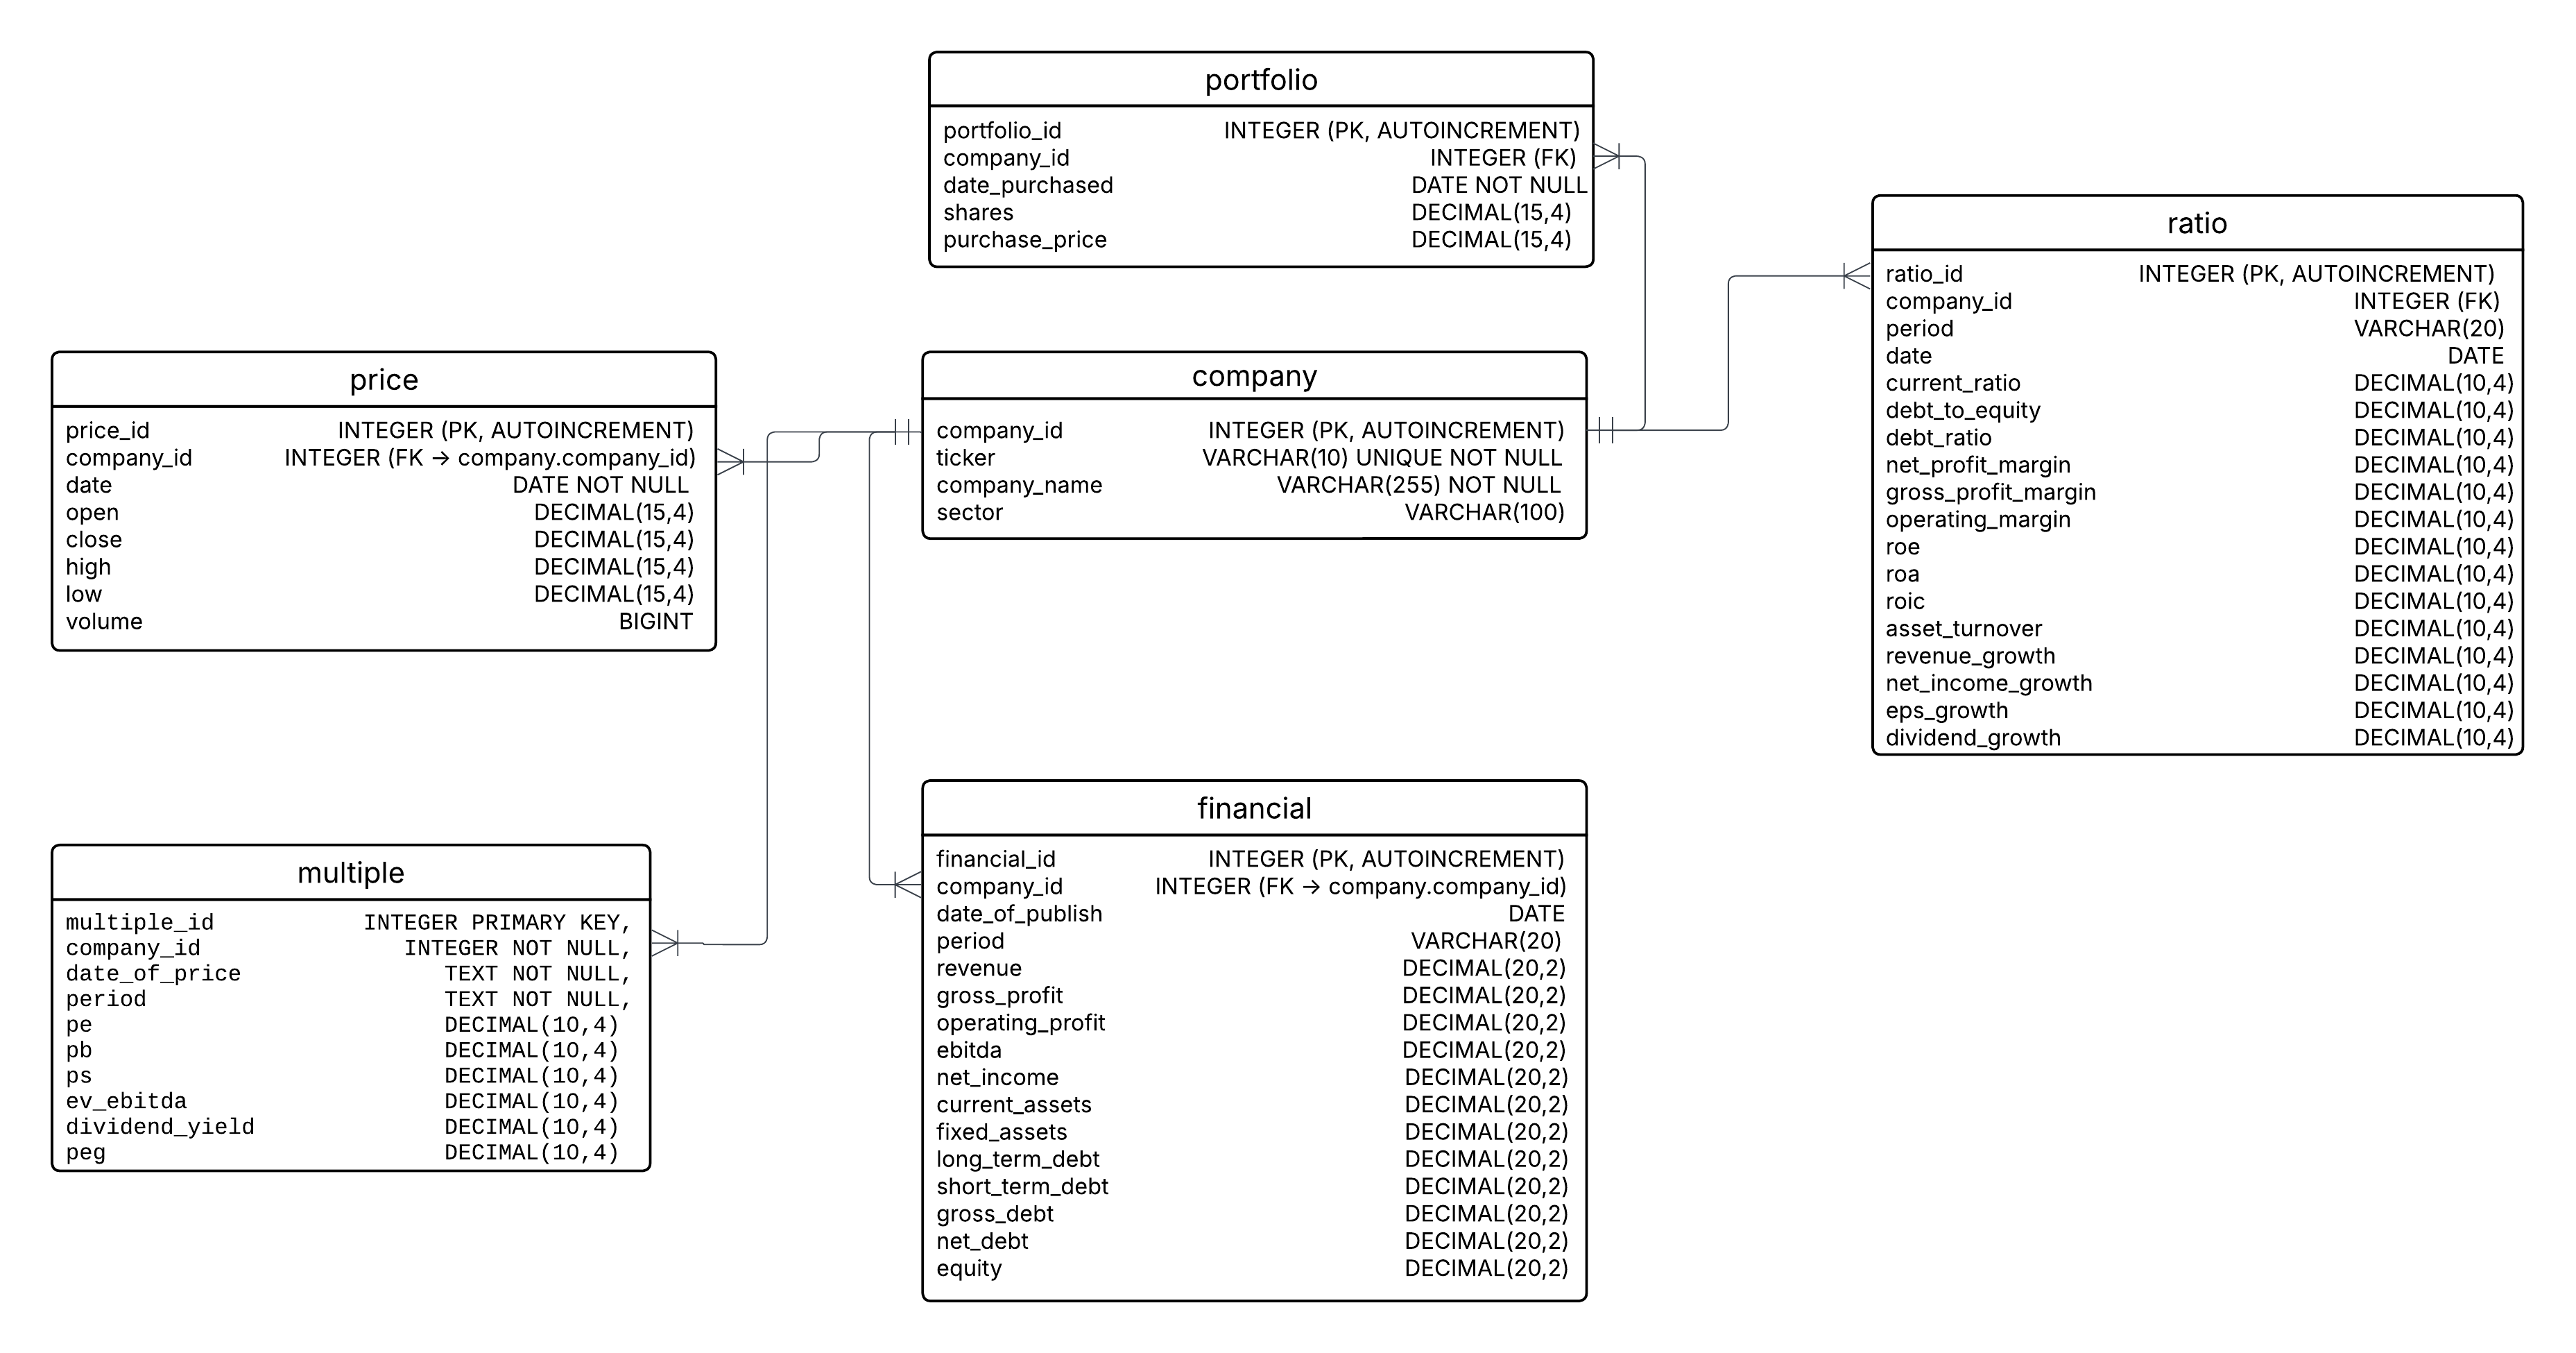 portfolio
portfolio_id INTEGER (PK, AUTOINCREMENT)
company_id INTEGER (FK)
date_purchased DATE NOT NULL
shares DECIMAL(15,4)
purchase_price DECIMAL(15,4)
ratio
ratio_id INTEGER (PK, AUTOINCREMENT)
company_id INTEGER (FK)
period VARCHAR(20)
date DATE
current_ratio DECIMAL(10,4)
debt_to_equity DECIMAL(10,4)
debt_ratio DECIMAL(10,4)
net_profit_margin DECIMAL(10,4)
gross_profit_margin DECIMAL(10,4)
operating_margin DECIMAL(10,4)
roe DECIMAL(10,4)
roa DECIMAL(10,4)
roic DECIMAL(10,4)
asset_turnover DECIMAL(10,4)
revenue_growth DECIMAL(10,4)
net_income_growth DECIMAL(10,4)
eps_growth DECIMAL(10,4)
dividend_growth DECIMAL(10,4)
price
price_id INTEGER (PK, AUTOINCREMENT)
company_id INTEGER (FK → company.company_id)
date DATE NOT NULL
open DECIMAL(15,4)
close DECIMAL(15,4)
high DECIMAL(15,4)
low DECIMAL(15,4)
volume BIGINT
company
company_id INTEGER (PK, AUTOINCREMENT)
ticker VARCHAR(10) UNIQUE NOT NULL
company_name VARCHAR(255) NOT NULL
sector VARCHAR(100)
financial
financial_id INTEGER (PK, AUTOINCREMENT)
company_id INTEGER (FK → company.company_id)
date_of_publish DATE
period VARCHAR(20)
revenue DECIMAL(20,2)
gross_profit DECIMAL(20,2)
operating_profit DECIMAL(20,2)
ebitda DECIMAL(20,2)
net_income DECIMAL(20,2)
current_assets DECIMAL(20,2)
fixed_assets DECIMAL(20,2)
long_term_debt DECIMAL(20,2)
short_term_debt DECIMAL(20,2)
gross_debt DECIMAL(20,2)
net_debt DECIMAL(20,2)
equity DECIMAL(20,2)
multiple
multiple_id INTEGER PRIMARY KEY,
company_id INTEGER NOT NULL,
date_of_price TEXT NOT NULL,
period TEXT NOT NULL,
pe DECIMAL(10,4)
pb DECIMAL(10,4)
ps DECIMAL(10,4)
ev_ebitda DECIMAL(10,4)
dividend_yield DECIMAL(10,4)
peg DECIMAL(10,4)